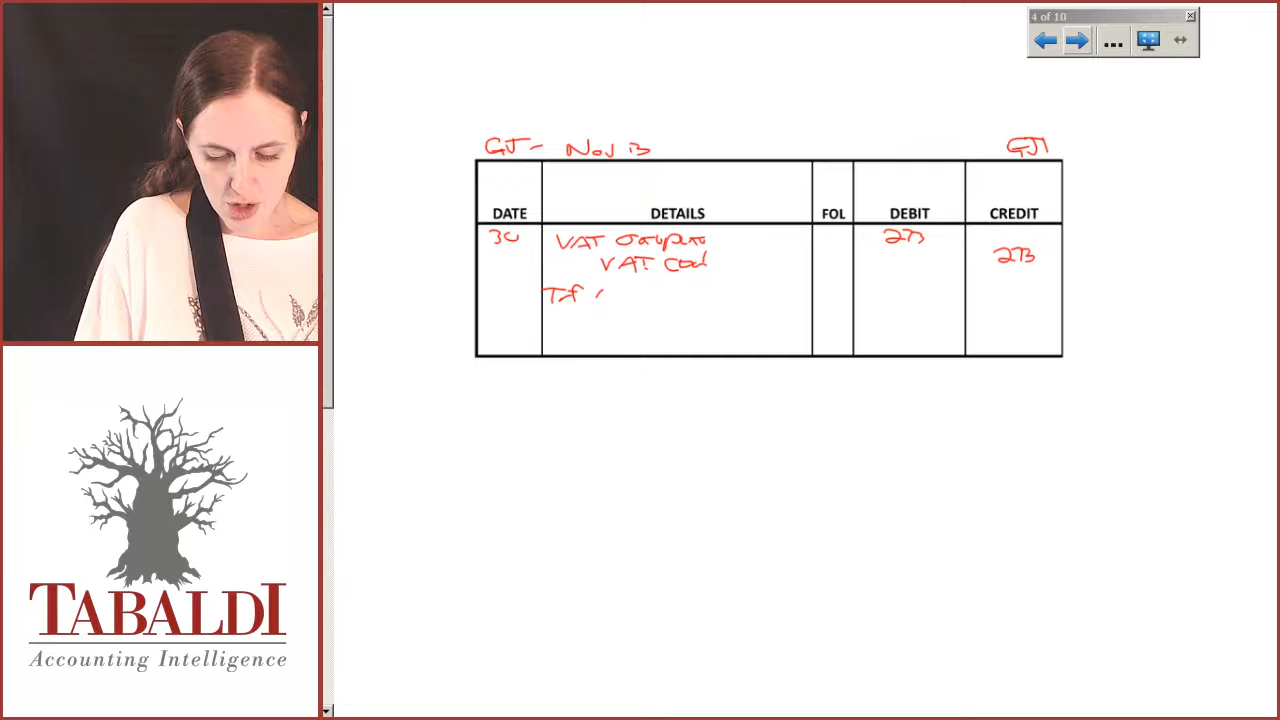 4 of 10
GJ - Nov 13 GJ1
DATE DETAILS FOL DEBIT CREDIT
30 VAT output 273
VAT Control 273
Trf
TABALDI
Accounting Intelligence